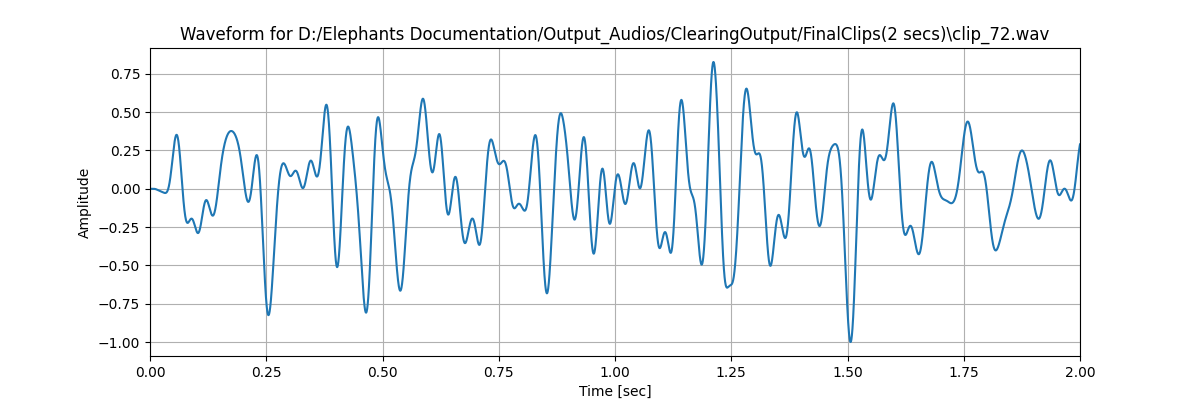 Waveform for D:/Elephants Documentation/Output_Audios/ClearingOutput/FinalClips(2 secs)\clip_72.wav
Amplitude
0.75
0.50
0.25
0.00
−0.25
−0.50
−0.75
−1.00
0.00 0.25 0.50 0.75 1.00 1.25 1.50 1.75 2.00
Time [sec]